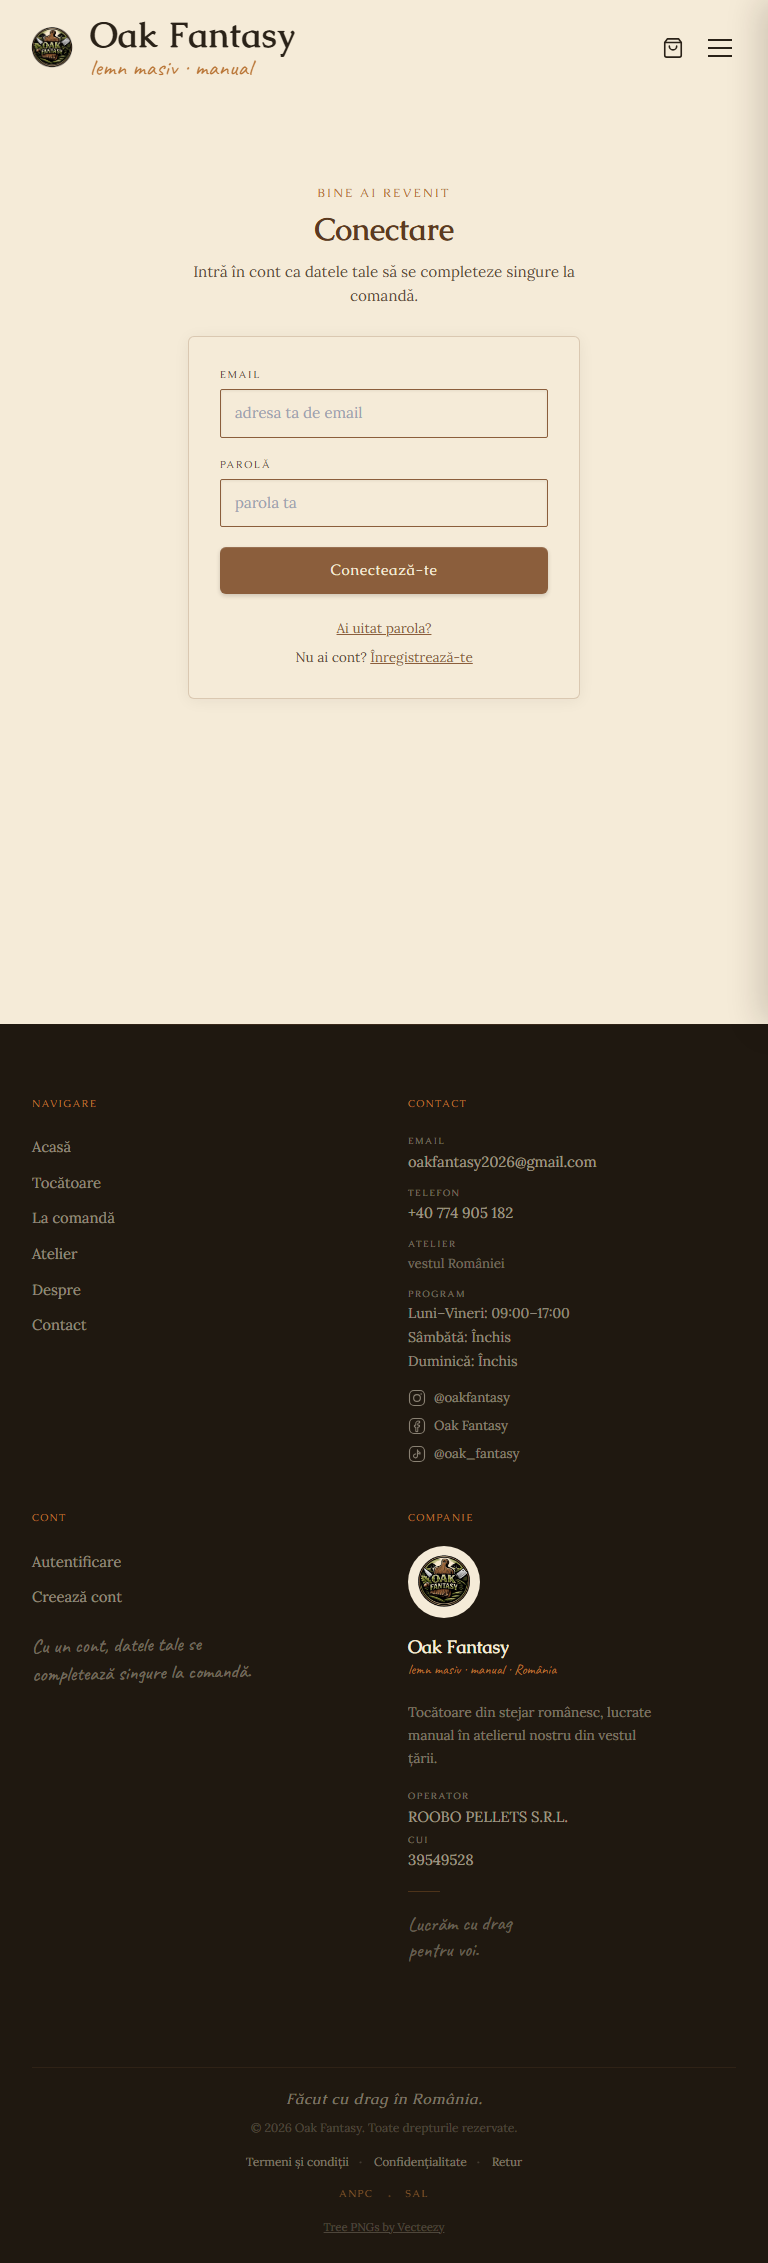 Oak Fantasy
lemn masiv · manual
BINE AI REVENIT
Conectare
Intră în cont ca datele tale să se completeze singure la
comandă.
EMAIL
adresa ta de email
PAROLĂ
parola ta
Conectează-te
Ai uitat parola?
Nu ai cont? Înregistrează-te
NAVIGARE
Acasă
Tocătoare
La comandă
Atelier
Despre
Contact
CONTACT
EMAIL
oakfantasy2026@gmail.com
TELEFON
+40 774 905 182
ATELIER
vestul României
PROGRAM
Luni–Vineri: 09:00–17:00
Sâmbătă: Închis
Duminică: Închis
@oakfantasy
Oak Fantasy
@oak_fantasy
CONT
Autentificare
Creează cont
Cu un cont, datele tale se
completează singure la comandă.
COMPANIE
OAK
FANTASY
Oak Fantasy
lemn masiv · manual · România
Tocătoare din stejar românesc, lucrate
manual în atelierul nostru din vestul
țării.
OPERATOR
ROOBO PELLETS S.R.L.
CUI
39549528
Lucrăm cu drag
pentru voi.
Făcut cu drag în România.
© 2026 Oak Fantasy. Toate drepturile rezervate.
Termeni și condiții · Confidențialitate · Retur
ANPC · SAL
Tree PNGs by Vecteezy